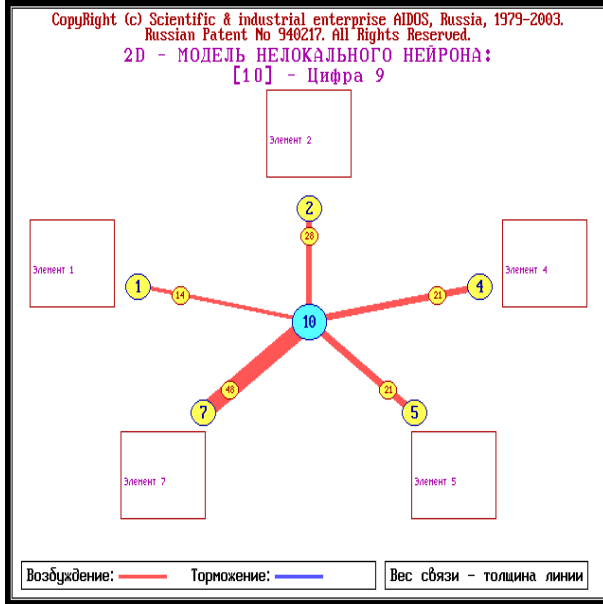 CopyRight (c) Scientific & industrial enterprise AIDOS, Russia, 1979-2003.
Russian Patent No 940217. All Rights Reserved.
2D - МОДЕЛЬ НЕЛОКАЛЬНОГО НЕЙРОНА:
[10] - Цифра 9
Элемент 2
2
28
Элемент 1
Элемент 4
1
14
21
4
10
48
21
7
5
Элемент 7
Элемент 5
Возбуждение:
Торможение:
Вес связи - толщина линии